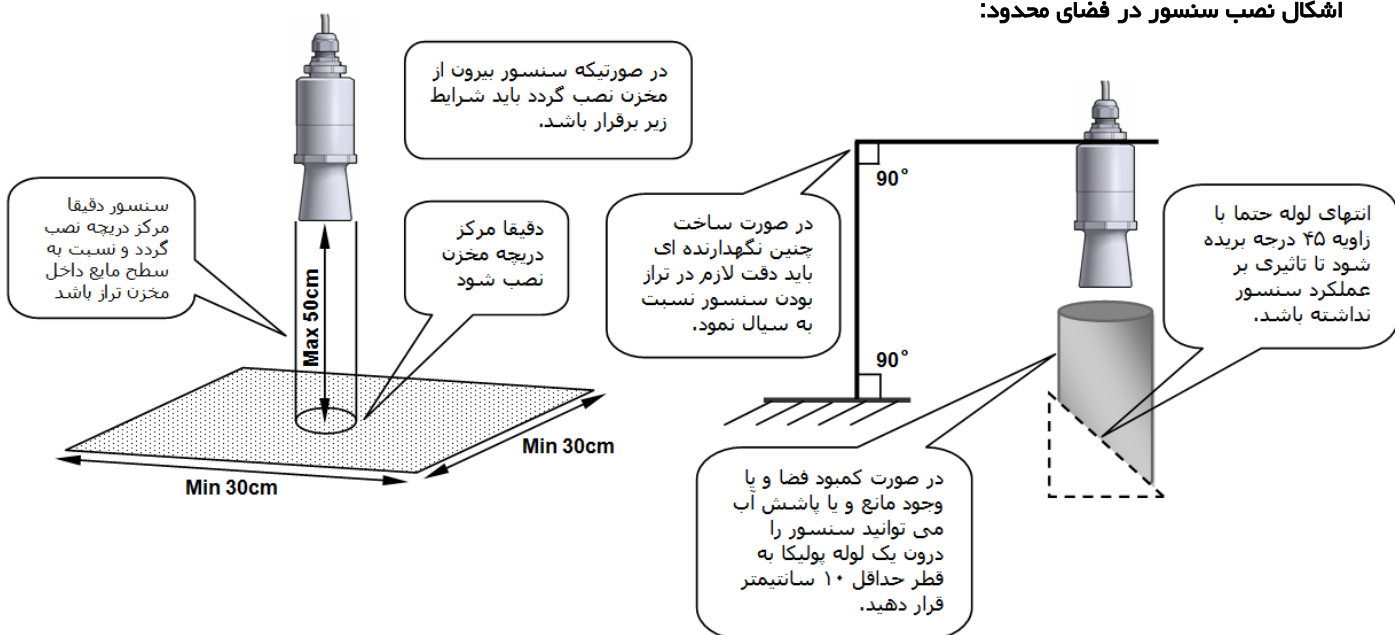 اشکال نصب سنسور در فضای محدود:
در صورتیکه سنسور بیرون از
مخزن نصب گردد باید شرایط
زیر برقرار باشد.
سنسور دقیقا
مرکز دریچه نصب
گردد و نسبت به
سطح مایع داخل
مخزن تراز باشد
دقیقا مرکز
دریچه مخزن
نصب شود
Max 50cm
Min 30cm
Min 30cm
90°
در صورت ساخت
چنین نگهدارنده ای
باید دقت لازم در تراز
بودن سنسور نسبت
به سیال نمود.
90°
انتهای لوله حتما با
زاویه ۴۵ درجه بریده
شود تا تاثیری بر
عملکرد سنسور
نداشته باشد.
در صورت کمبود فضا و یا
وجود مانع و یا پاشش آب
می توانید سنسور را
درون یک لوله پولیکا به
قطر حداقل ۱۰ سانتیمتر
قرار دهید.